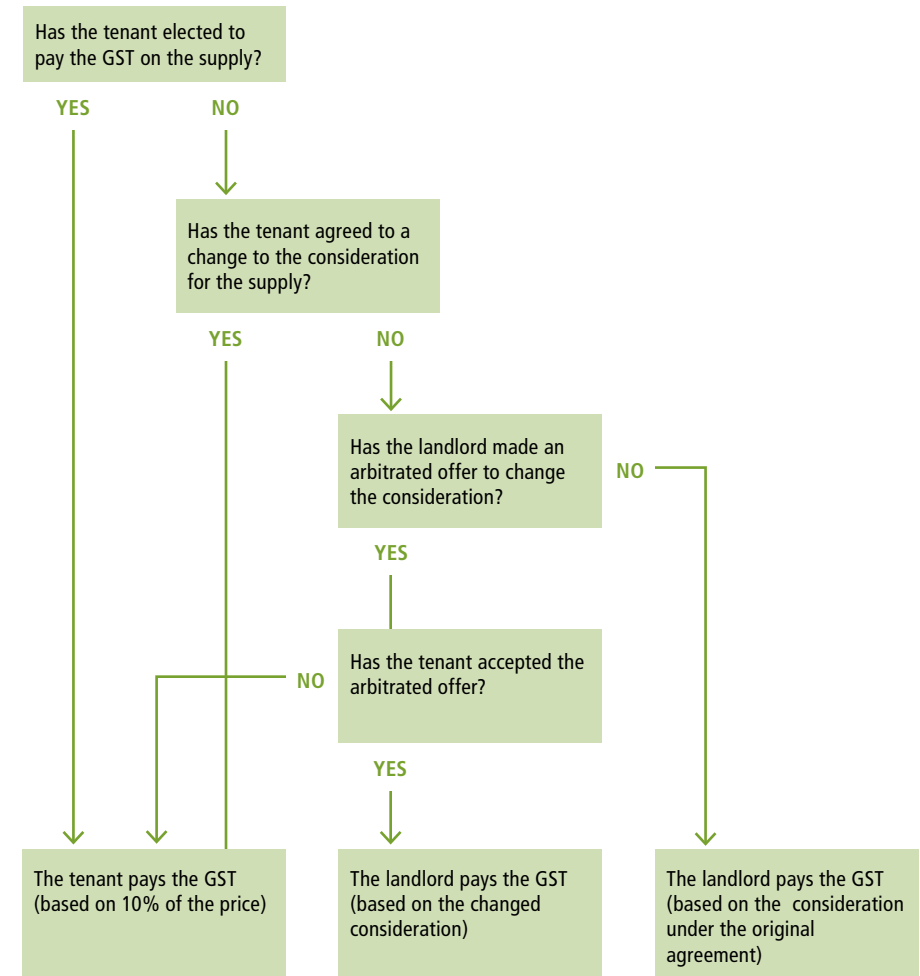 Has the tenant elected to
pay the GST on the supply?
YES
NO
Has the tenant agreed to a
change to the consideration
for the supply?
YES
NO
Has the landlord made an
arbitrated offer to change
the consideration?
NO
YES
Has the tenant accepted the
arbitrated offer?
NO
YES
The tenant pays the GST
(based on 10% of the price)
The landlord pays the GST
(based on the changed
consideration)
The landlord pays the GST
(based on the consideration
under the original
agreement)